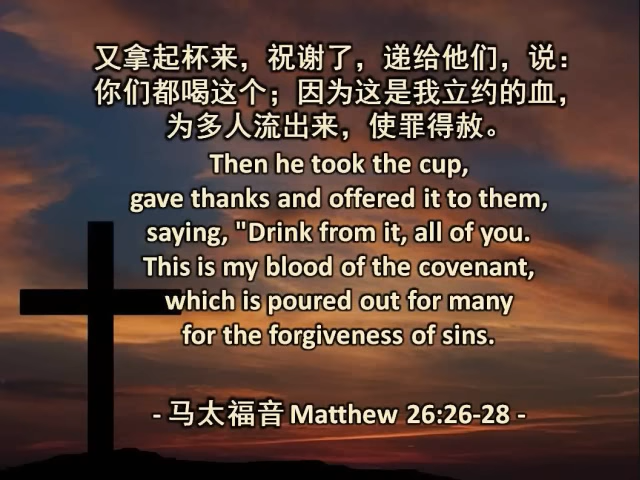 又拿起杯来，祝谢了，递给他们，说：
你们都喝这个；因为这是我立约的血，
为多人流出来，使罪得赦。
Then he took the cup,
gave thanks and offered it to them,
saying, "Drink from it, all of you.
This is my blood of the covenant,
which is poured out for many
for the forgiveness of sins.
- 马太福音 Matthew 26:26-28 -